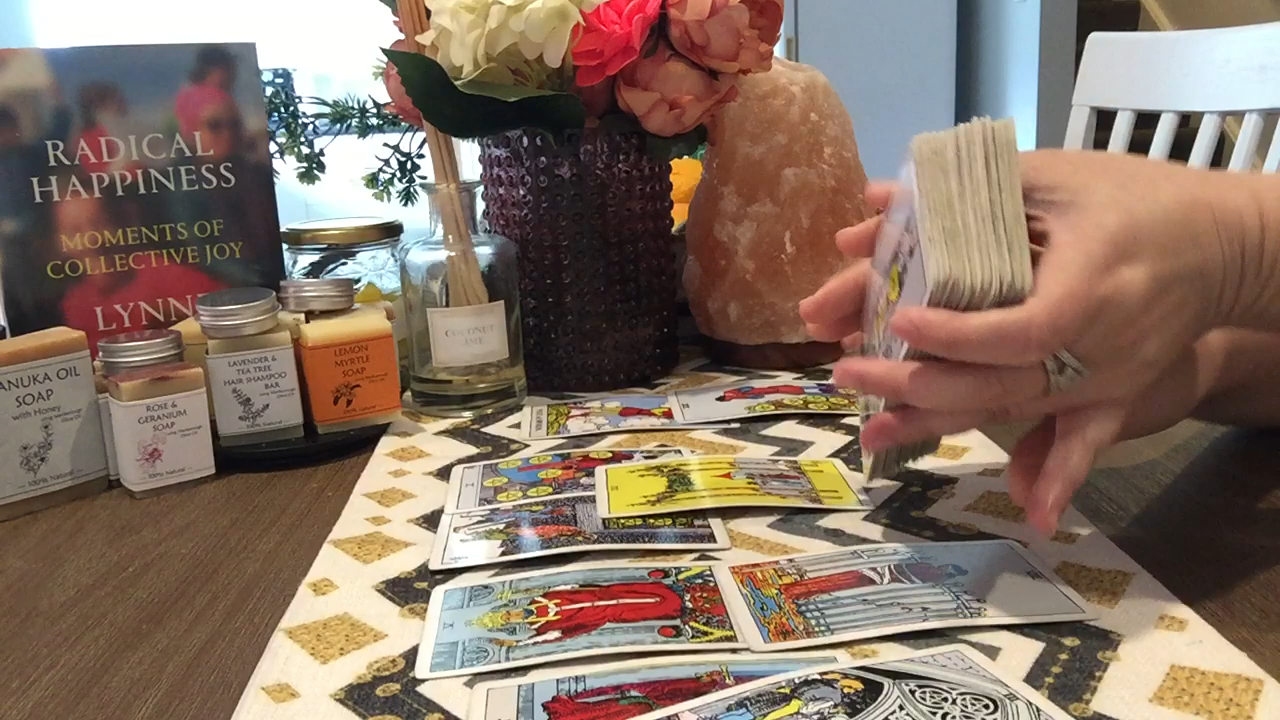 RADICAL
HAPPINESS
MOMENTS OF
COLLECTIVE JOY
LYNN
ANUKA OIL
SOAP
with Honey
100% Natural
ROSE &
GERANIUM
SOAP
100% Natural
LAVENDER &
TEA TREE
HAIR SHAMPOO
BAR
100% Natural
LEMON
MYRTLE
SOAP
100% Natural
COCONUT